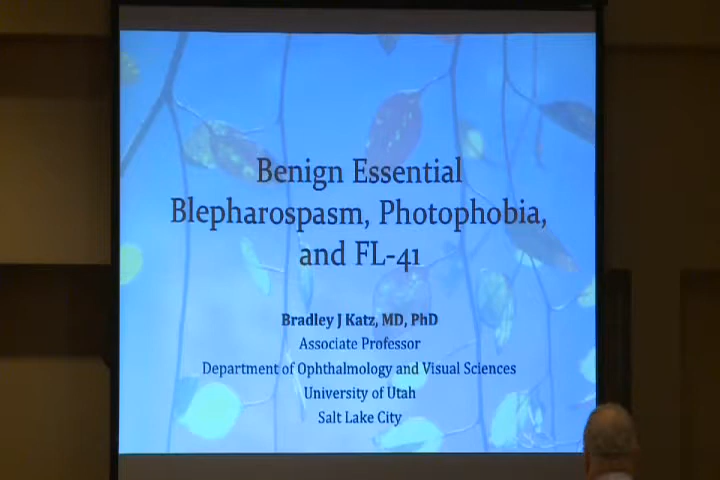 Benign Essential
Blepharospasm, Photophobia,
and FL-41
Bradley J Katz, MD, PhD
Associate Professor
Department of Ophthalmology and Visual Sciences
University of Utah
Salt Lake City